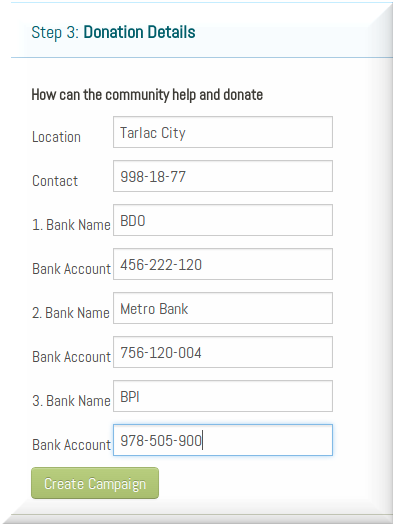 Step 3: Donation Details
How can the community help and donate
Location Tarlac City
Contact 998-18-77
1. Bank Name BDO
Bank Account 456-222-120
2. Bank Name Metro Bank
Bank Account 756-120-004
3. Bank Name BPI
Bank Account 978-505-900
Create Campaign